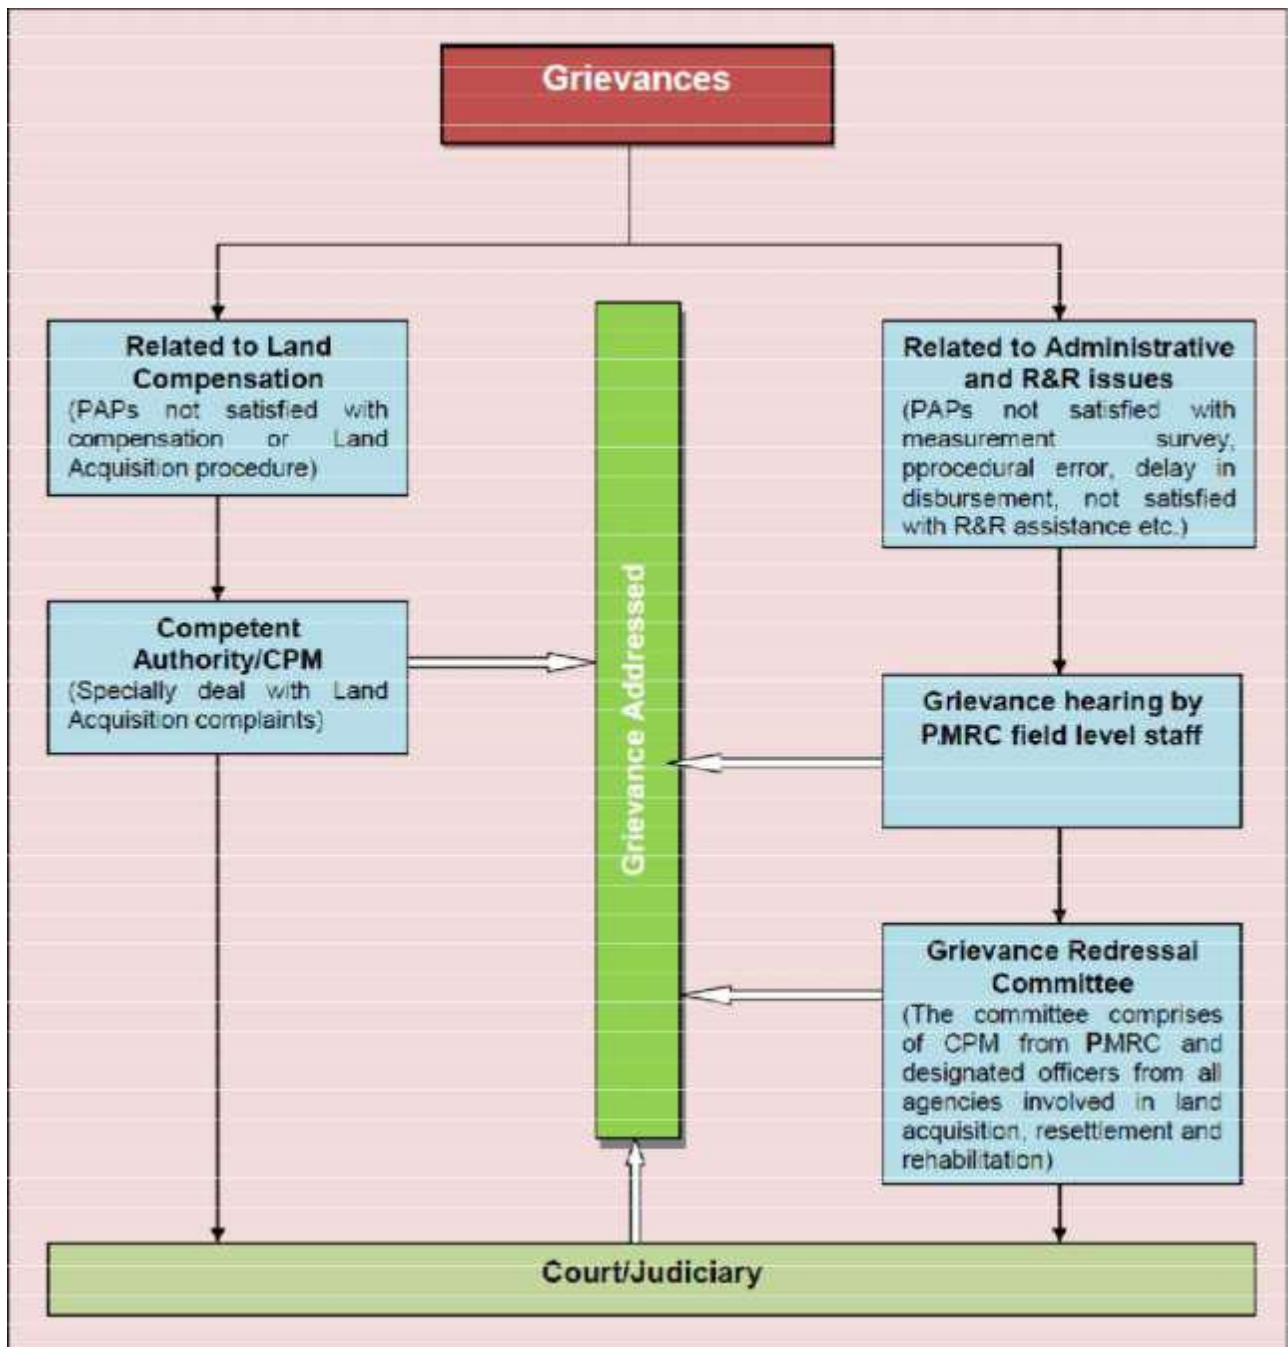 Grievances
Related to Land
Compensation
(PAPs not satisfied with
compensation or Land
Acquisition procedure)
Competent
Authority/CPM
(Specially deal with Land
Acquisition complaints)
Grievance Addressed
Related to Administrative
and R&R issues
(PAPs not satisfied with
measurement survey,
pprocedural error, delay in
disbursement, not satisfied
with R&R assistance etc.)
Grievance hearing by
PMRC field level staff
Grievance Redressal
Committee
(The committee comprises
of CPM from PMRC and
designated officers from all
agencies involved in land
acquisition, resettlement and
rehabilitation)
Court/Judiciary